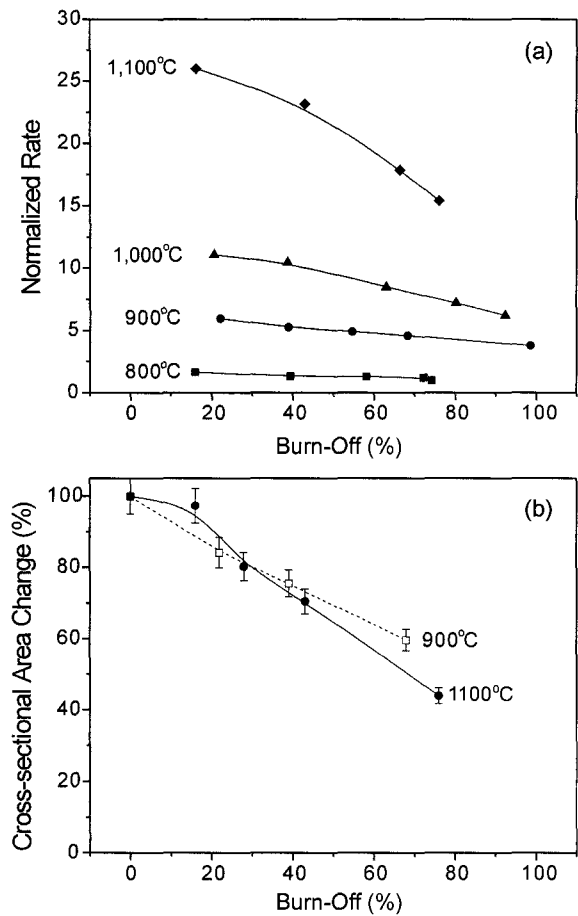 30
(a)
1,100°C
25
20
Normalized Rate
15
1,000°C
10
900°C
5
800°C
0
0 20 40 60 80 100
Burn-Off (%)
(b)
100
Cross-sectional Area Change (%)
80
900°C
60
1100°C
40
20
0
0 20 40 60 80 100
Burn-Off (%)